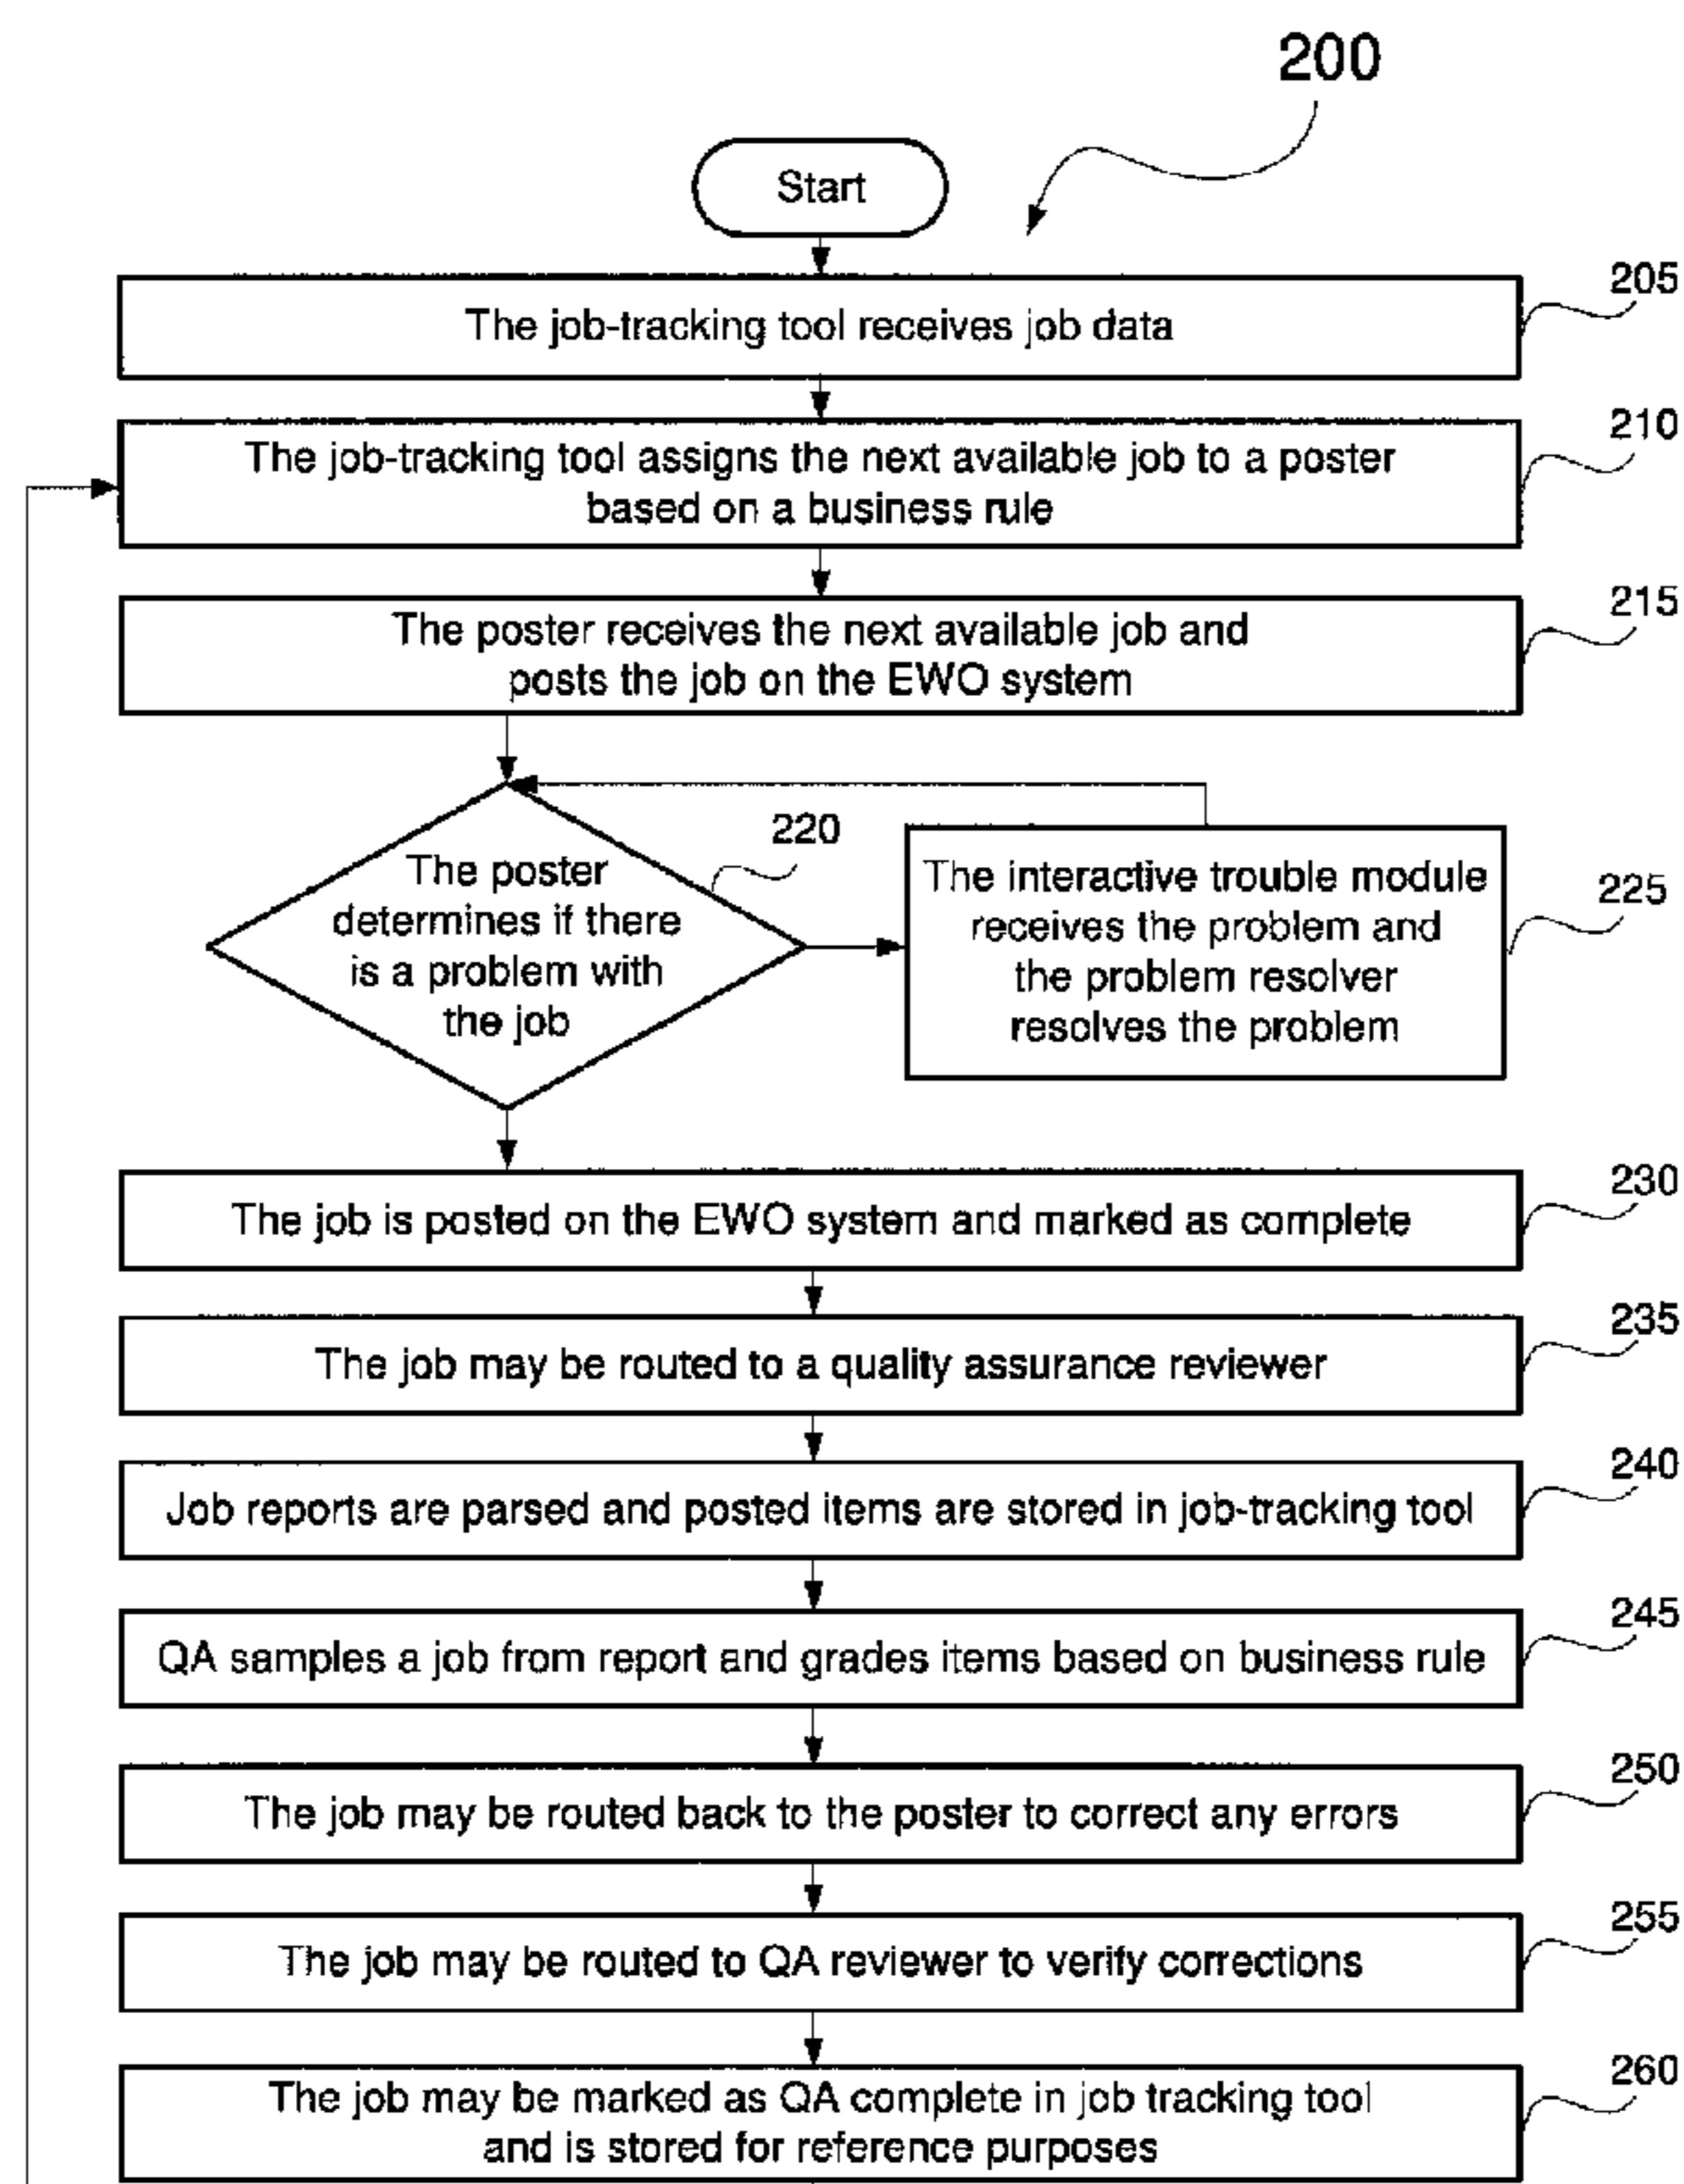 200
Start
205
The job-tracking tool receives job data
210
The job-tracking tool assigns the next available job to a poster
based on a business rule
215
The poster receives the next available job and
posts the job on the EWO system
220
The poster
determines if there
is a problem with
the job
225
The interactive trouble module
receives the problem and
the problem resolver
resolves the problem
230
The job is posted on the EWO system and marked as complete
235
The job may be routed to a quality assurance reviewer
240
Job reports are parsed and posted items are stored in job-tracking tool
245
QA samples a job from report and grades items based on business rule
250
The job may be routed back to the poster to correct any errors
255
The job may be routed to QA reviewer to verify corrections
260
The job may be marked as QA complete in job tracking tool
and is stored for reference purposes